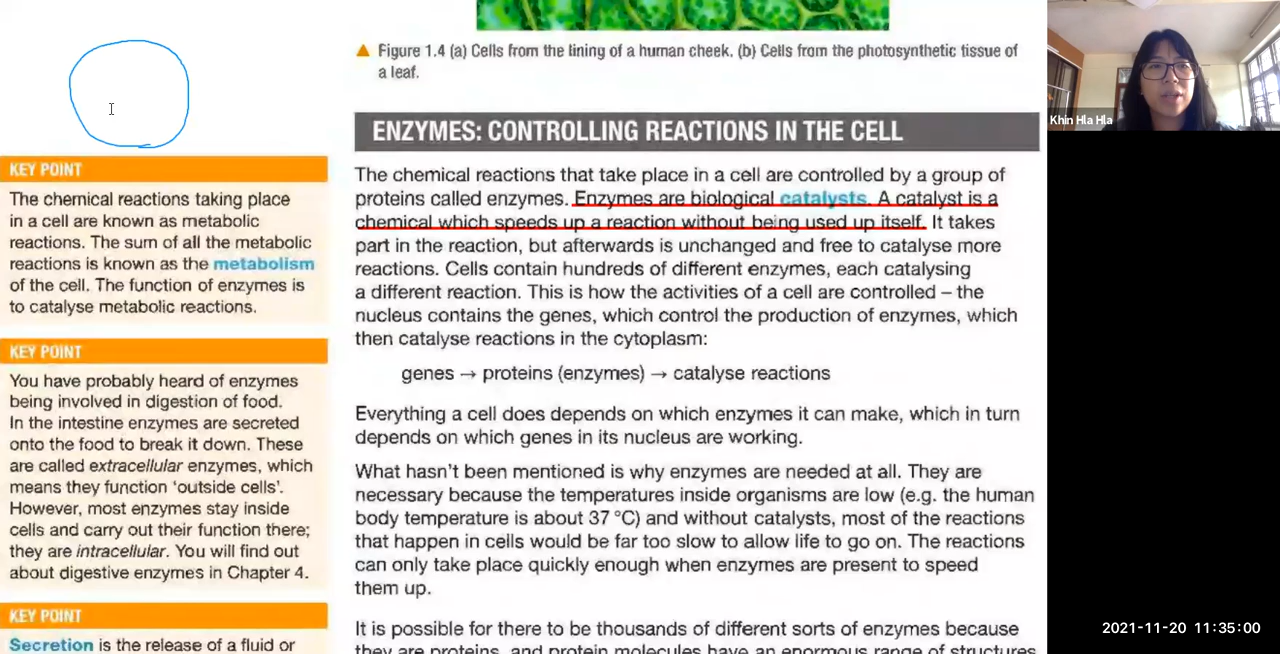 Figure 1.4 (a) Cells from the lining of a human cheek. (b) Cells from the photosynthetic tissue of
a leaf.
Khin Hla Hla
ENZYMES: CONTROLLING REACTIONS IN THE CELL
The chemical reactions that take place in a cell are controlled by a group of
proteins called enzymes. Enzymes are biological catalysts. A catalyst is a
chemical which speeds up a reaction without being used up itself. It takes
part in the reaction, but afterwards is unchanged and free to catalyse more
reactions. Cells contain hundreds of different enzymes, each catalysing
a different reaction. This is how the activities of a cell are controlled – the
nucleus contains the genes, which control the production of enzymes, which
then catalyse reactions in the cytoplasm:
genes → proteins (enzymes) → catalyse reactions
Everything a cell does depends on which enzymes it can make, which in turn
depends on which genes in its nucleus are working.
What hasn't been mentioned is why enzymes are needed at all. They are
necessary because the temperatures inside organisms are low (e.g. the human
body temperature is about 37 °C) and without catalysts, most of the reactions
that happen in cells would be far too slow to allow life to go on. The reactions
can only take place quickly enough when enzymes are present to speed
them up.
It is possible for there to be thousands of different sorts of enzymes because
they are proteins, and protein molecules have an enormous range of structures
KEY POINT
The chemical reactions taking place
in a cell are known as metabolic
reactions. The sum of all the metabolic
reactions is known as the metabolism
of the cell. The function of enzymes is
to catalyse metabolic reactions.
KEY POINT
You have probably heard of enzymes
being involved in digestion of food.
In the intestine enzymes are secreted
onto the food to break it down. These
are called extracellular enzymes, which
means they function 'outside cells'.
However, most enzymes stay inside
cells and carry out their function there;
they are intracellular. You will find out
about digestive enzymes in Chapter 4.
KEY POINT
Secretion is the release of a fluid or
2021-11-20 11:35:00